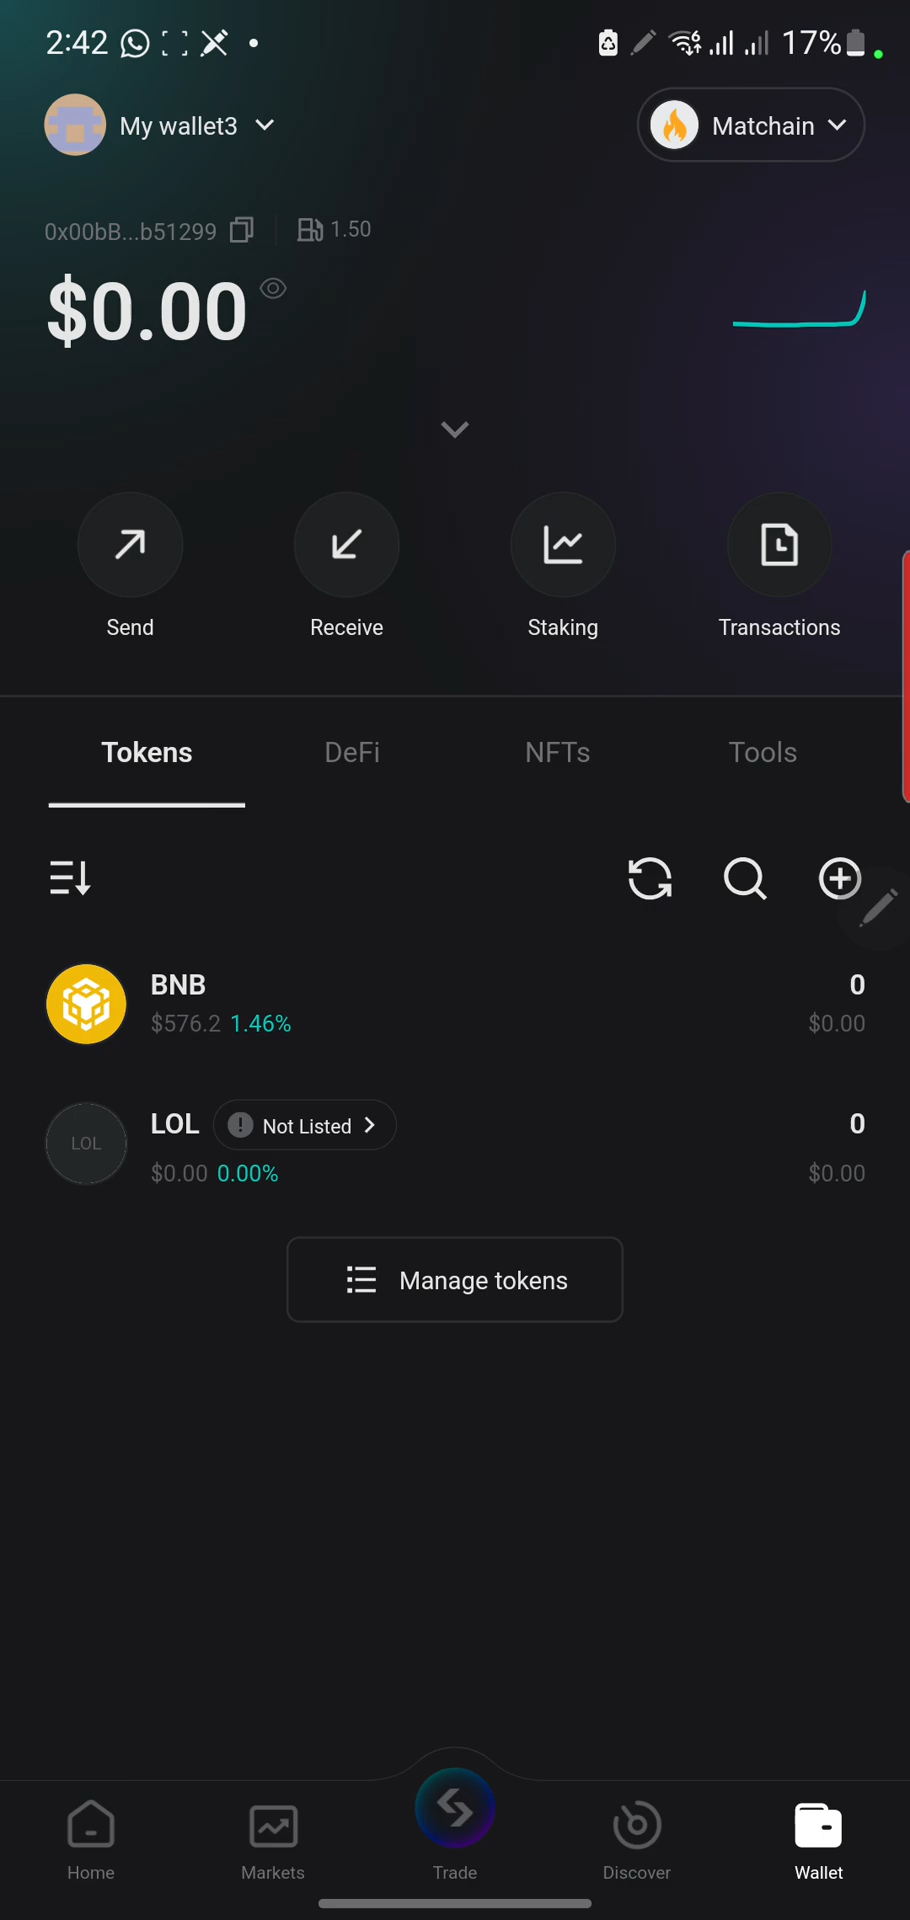 2:42 17%
My wallet3 Matchain
0x00bB...b51299 1.50
$0.00
Send Receive Staking Transactions
Tokens DeFi NFTs Tools
BNB 0
$576.2 1.46% $0.00
LOL LOL Not Listed 0
$0.00 0.00% $0.00
Manage tokens
Home Markets Trade Discover Wallet